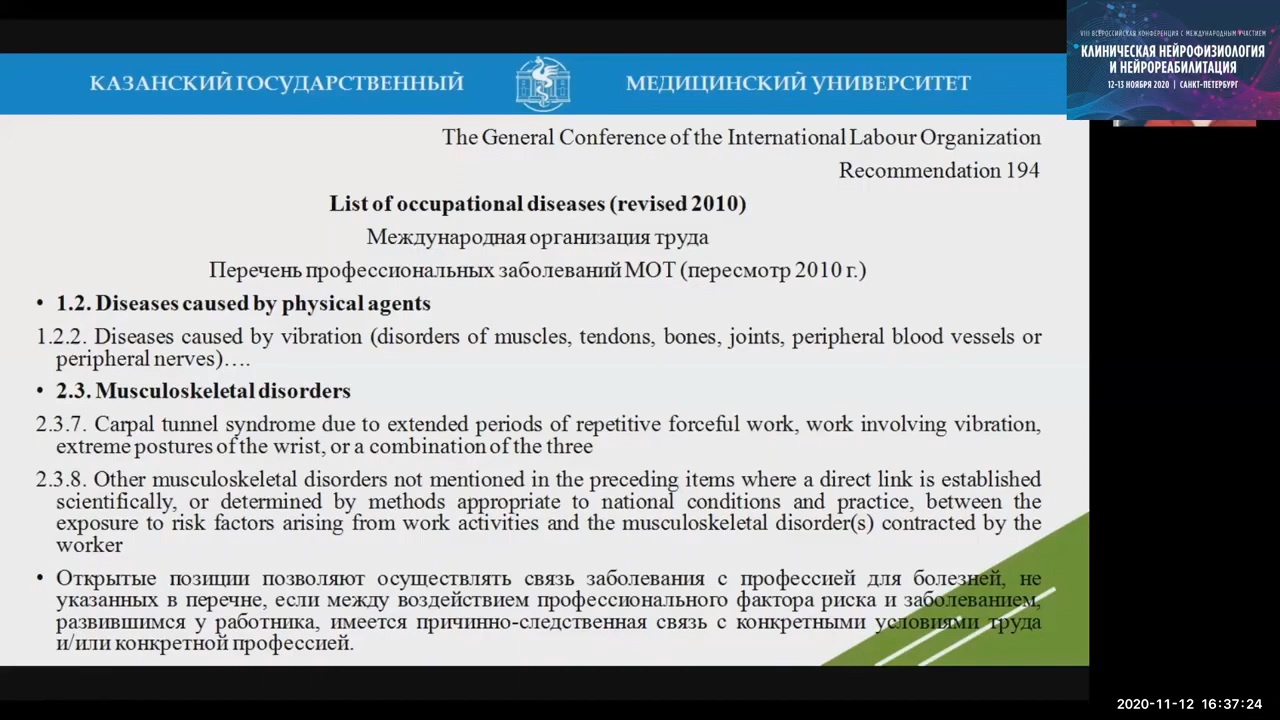 VIII ВСЕРОССИЙСКАЯ КОНФЕРЕНЦИЯ С МЕЖДУНАРОДНЫМ УЧАСТИЕМ
КЛИНИЧЕСКАЯ НЕЙРОФИЗИОЛОГИЯ
И НЕЙРОРЕАБИЛИТАЦИЯ
12-13 НОЯБРЯ 2020 | САНКТ-ПЕТЕРБУРГ
КАЗАНСКИЙ ГОСУДАРСТВЕННЫЙ МЕДИЦИНСКИЙ УНИВЕРСИТЕТ
The General Conference of the International Labour Organization
Recommendation 194
List of occupational diseases (revised 2010)
Международная организация труда
Перечень профессиональных заболеваний МОТ (пересмотр 2010 г.)
• 1.2. Diseases caused by physical agents
1.2.2. Diseases caused by vibration (disorders of muscles, tendons, bones, joints, peripheral blood vessels or
peripheral nerves)….
• 2.3. Musculoskeletal disorders
2.3.7. Carpal tunnel syndrome due to extended periods of repetitive forceful work, work involving vibration,
extreme postures of the wrist, or a combination of the three
2.3.8. Other musculoskeletal disorders not mentioned in the preceding items where a direct link is established
scientifically, or determined by methods appropriate to national conditions and practice, between the
exposure to risk factors arising from work activities and the musculoskeletal disorder(s) contracted by the
worker
• Открытые позиции позволяют осуществлять связь заболевания с профессией для болезней, не
указанных в перечне, если между воздействием профессионального фактора риска и заболеванием,
развившимся у работника, имеется причинно-следственная связь с конкретными условиями труда
и/или конкретной профессией.
2020-11-12 16:37:24